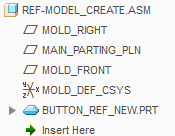 REF-MODEL_CREATE.ASM
MOLD_RIGHT
MAIN_PARTING_PLN
MOLD_FRONT
MOLD_DEF_CSYS
BUTTON_REF_NEW.PRT
Insert Here